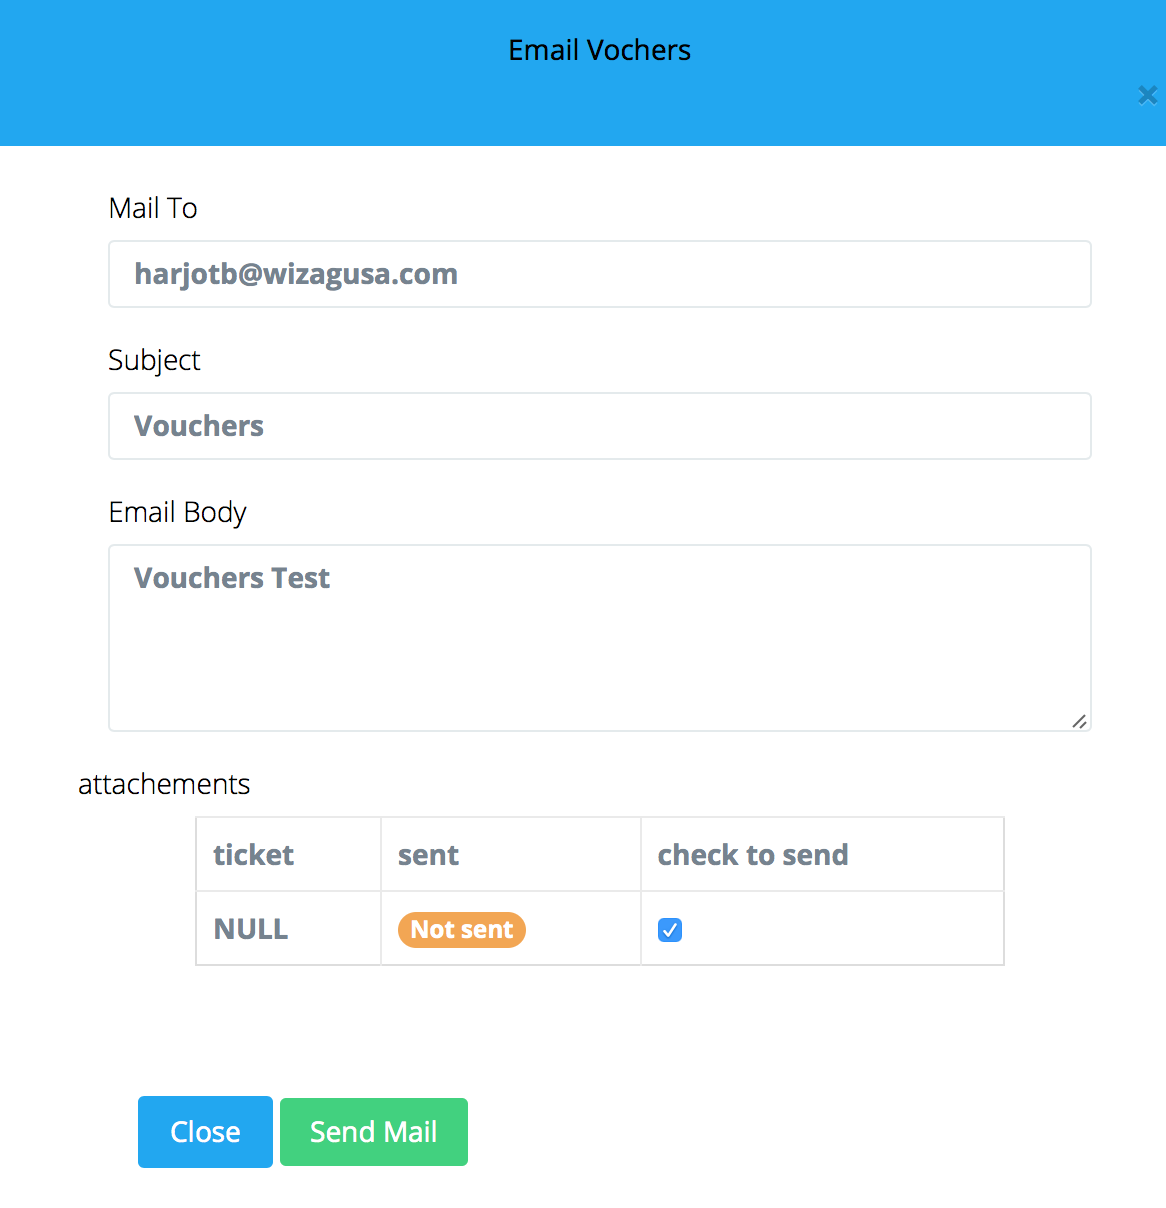 Email Vochers
Mail To
harjotb@wizagusa.com
Subject
Vouchers
Email Body
Vouchers Test
attachements
ticket sent check to send
NULL Not sent
Close Send Mail